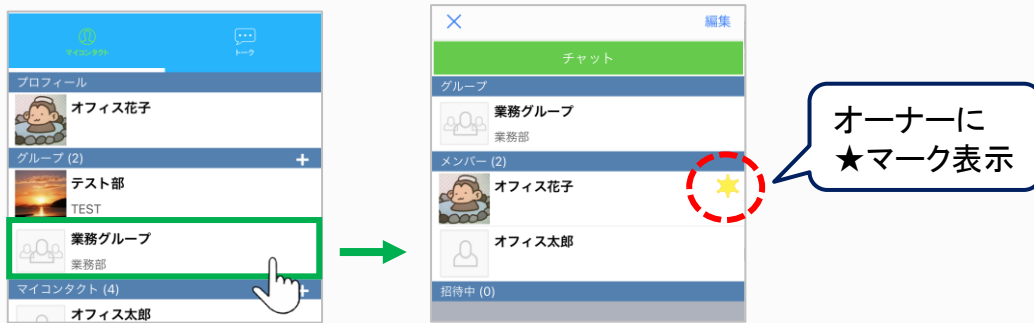 マイコンタクト
トーク
プロフィール
オフィス花子
グループ (2) +
テスト部
TEST
業務グループ
業務部
マイコンタクト (4) +
オフィス太郎
× 編集
チャット
グループ
業務グループ
業務部
メンバー (2)
オフィス花子
オフィス太郎
招待中 (0)
オーナーに
★マーク表示